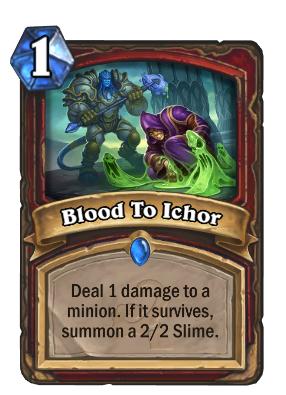 1
Blood To Ichor
Deal 1 damage to a
minion. If it survives,
summon a 2/2 Slime.